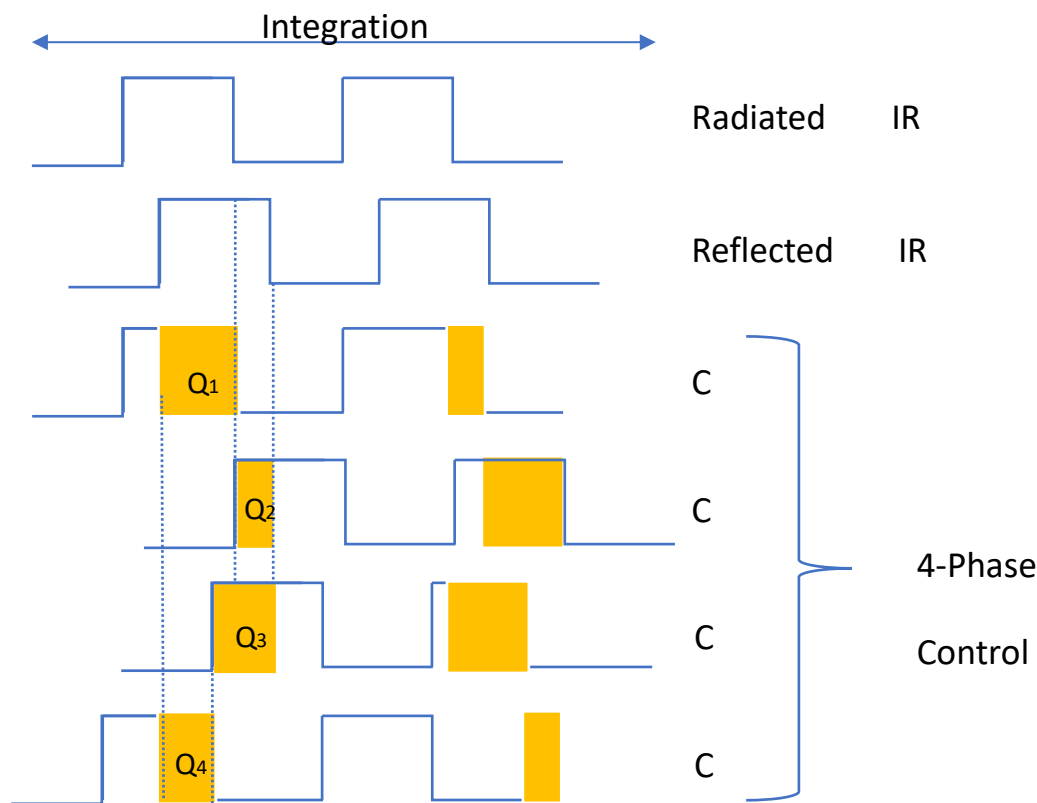 Integration
Radiated IR
Reflected IR
Q1 C
Q2 C
4-Phase
Q3 C
Control
Q4 C